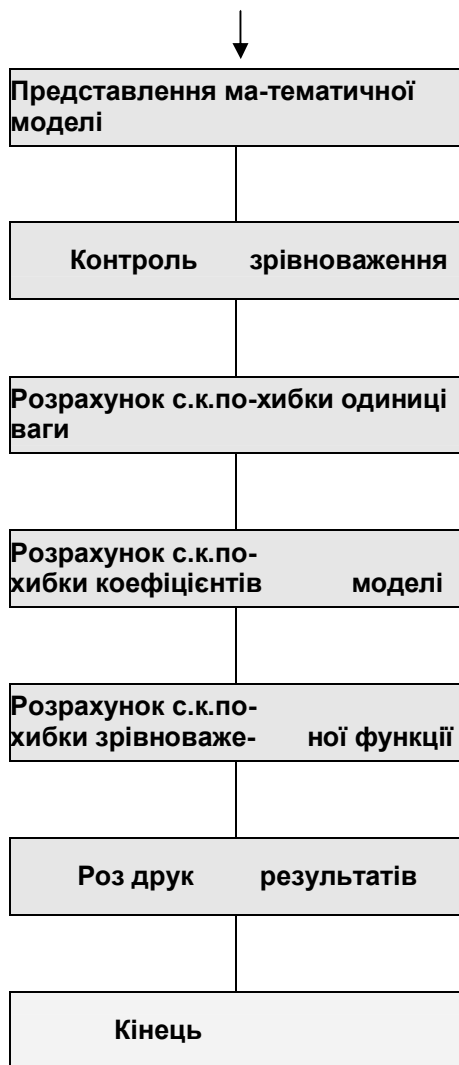 Представлення ма-тематичної
моделі
Контроль зрівноваження
Розрахунок с.к.по-хибки одиниці
ваги
Розрахунок с.к.по-
хибки коефіцієнтів моделі
Розрахунок с.к.по-
хибки зрівноваже- ної функції
Роз друк результатів
Кінець